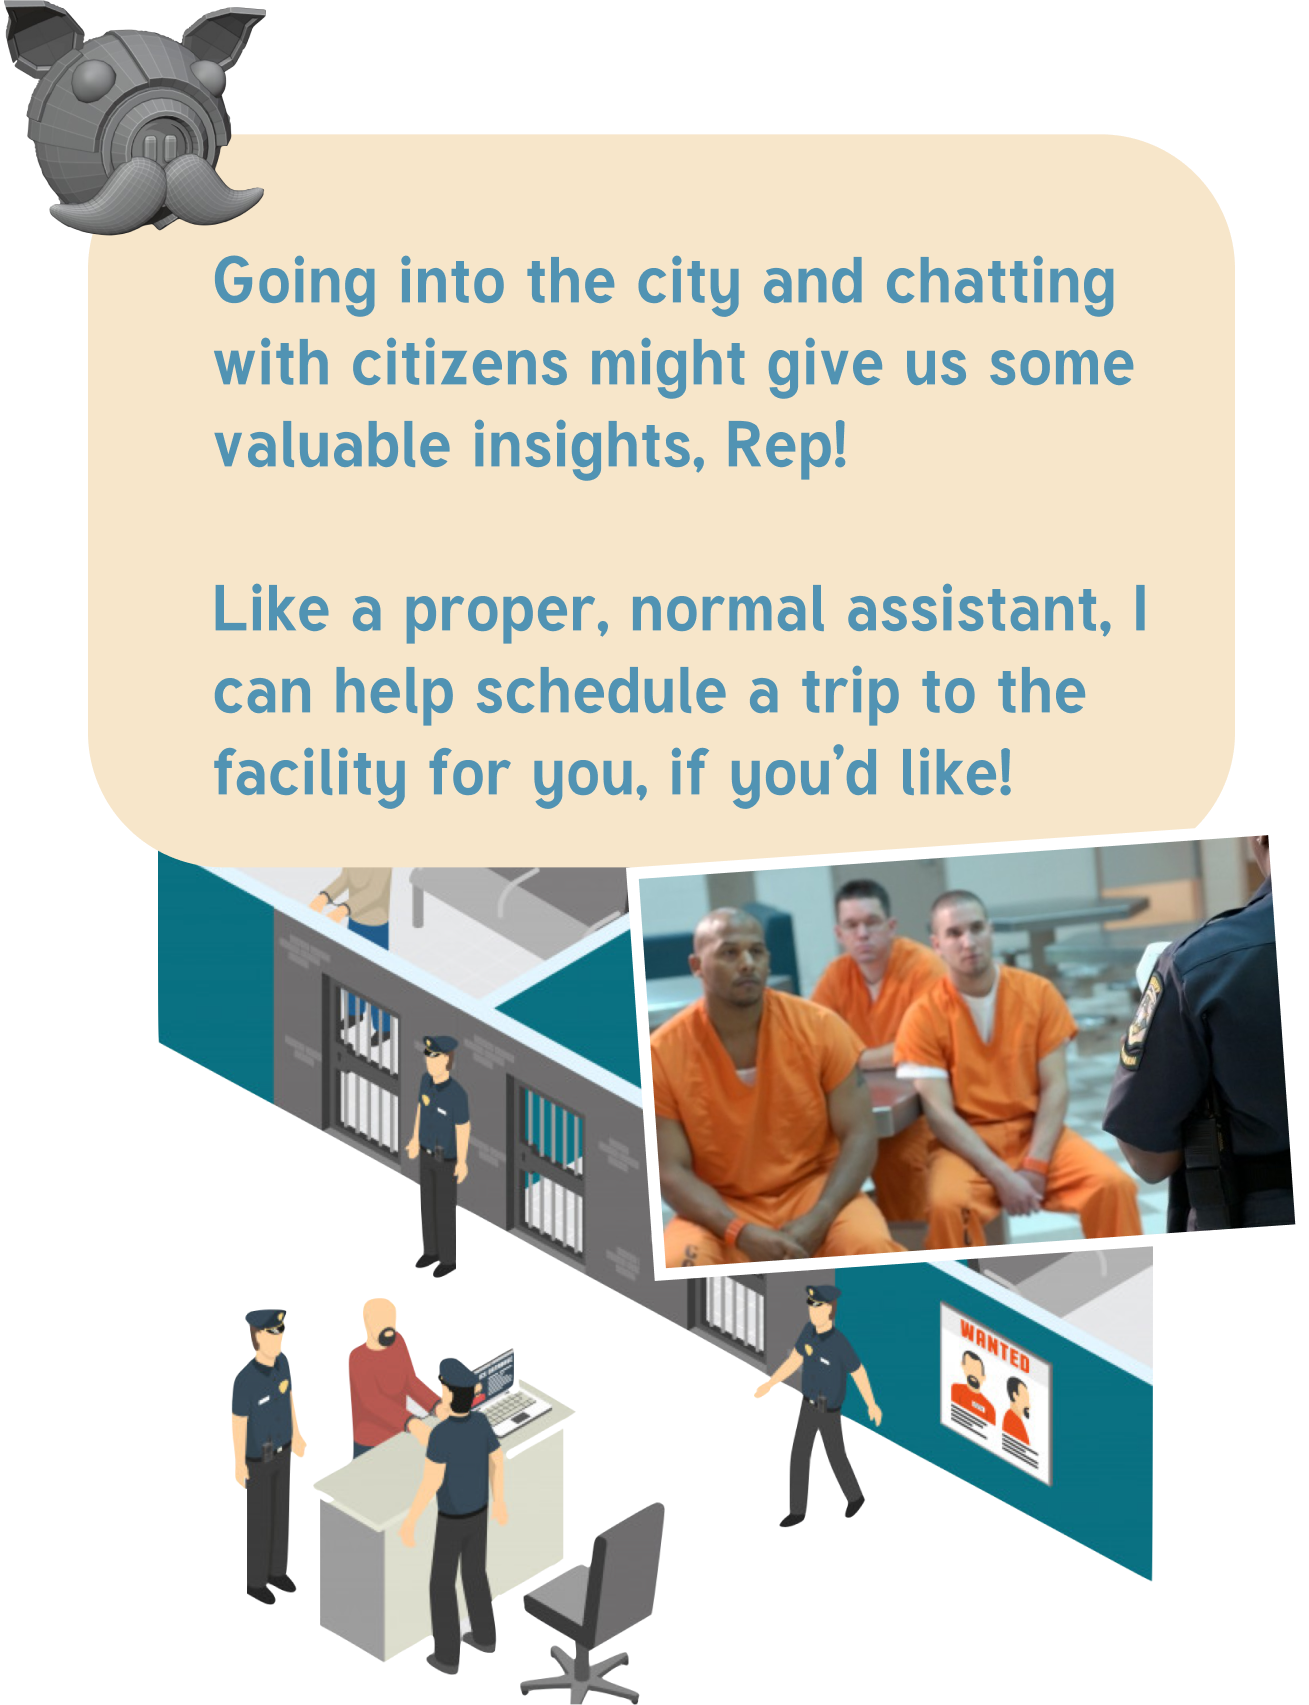 Going into the city and chatting
with citizens might give us some
valuable insights, Rep!
Like a proper, normal assistant, I
can help schedule a trip to the
facility for you, if you’d like!
WANTED